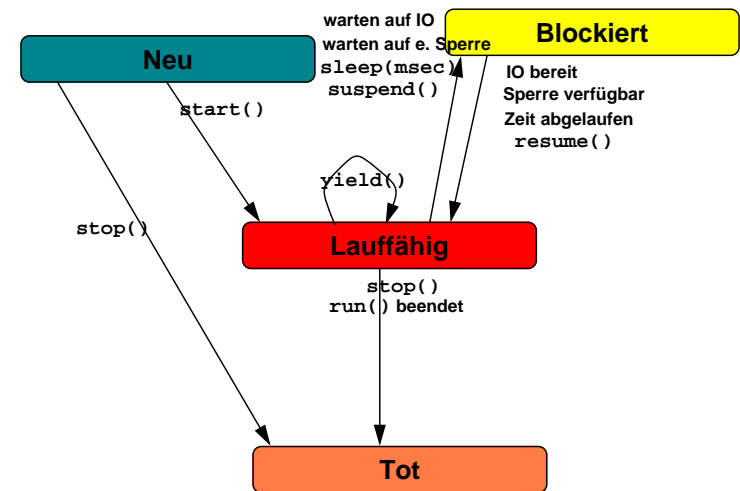 warten auf IO
Blockiert
warten auf e. Sperre
Neu
sleep(msec)
IO bereit
suspend()
Sperre verfügbar
start()
Zeit abgelaufen
resume()
yield()
stop()
Lauffähig
stop()
run() beendet
Tot